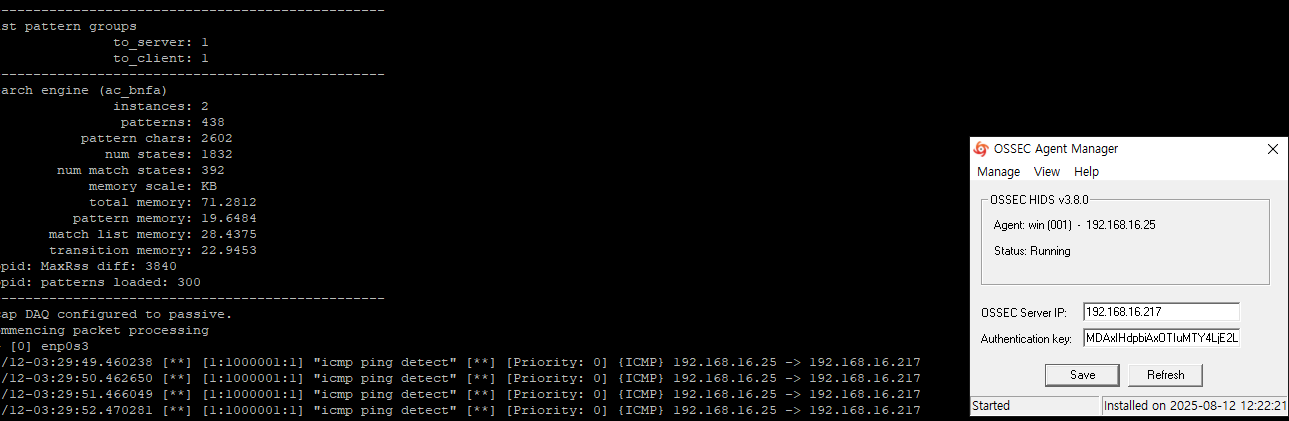 ------------------------------------------------
st pattern groups
to_server: 1
to_client: 1
------------------------------------------------
arch engine (ac_bnfa)
instances: 2
patterns: 438
pattern chars: 2602
num states: 1832
num match states: 392
memory scale: KB
total memory: 71.2812
pattern memory: 19.6484
match list memory: 28.4375
transition memory: 22.9453
pid: MaxRss diff: 3840
pid: patterns loaded: 300
------------------------------------------------
ap DAQ configured to passive.
mmencing packet processing
[0] enp0s3
/12-03:29:49.460238 [**] [1:1000001:1] "icmp ping detect" [**] [Priority: 0] {ICMP} 192.168.16.25 -> 192.168.16.217
/12-03:29:50.462650 [**] [1:1000001:1] "icmp ping detect" [**] [Priority: 0] {ICMP} 192.168.16.25 -> 192.168.16.217
/12-03:29:51.466049 [**] [1:1000001:1] "icmp ping detect" [**] [Priority: 0] {ICMP} 192.168.16.25 -> 192.168.16.217
/12-03:29:52.470281 [**] [1:1000001:1] "icmp ping detect" [**] [Priority: 0] {ICMP} 192.168.16.25 -> 192.168.16.217
OSSEC Agent Manager
Manage View Help
OSSEC HIDS v3.8.0
Agent: win (001) - 192.168.16.25
Status: Running
OSSEC Server IP: 192.168.16.217
Authentication key: MDAxIHdpbiAxOTIuMTY4LjE2L
Save Refresh
Started Installed on 2025-08-12 12:22:21